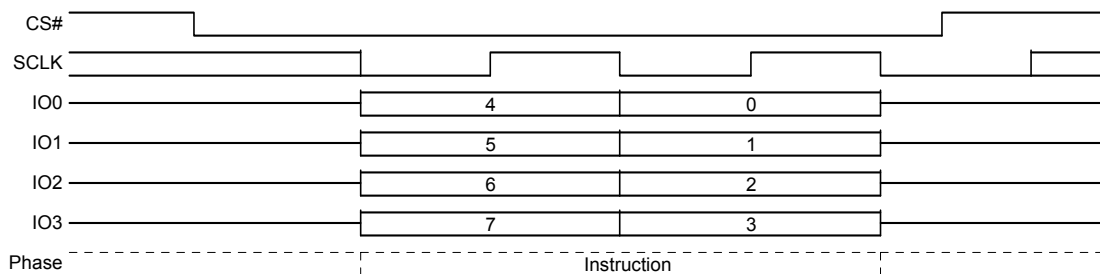 CS#
SCLK
IO0 4 0
IO1 5 1
IO2 6 2
IO3 7 3
Phase Instruction